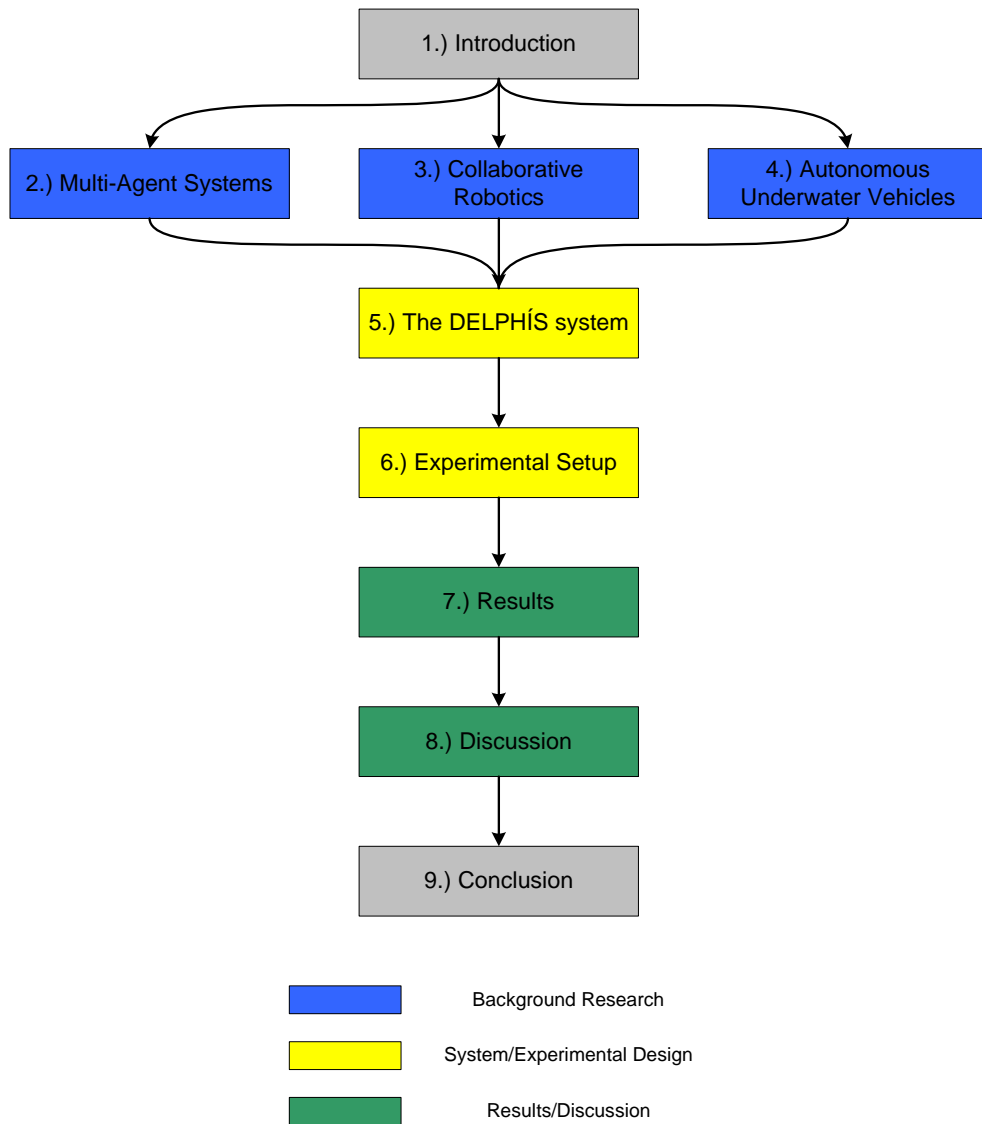 1.) Introduction
2.) Multi-Agent Systems
3.) Collaborative
Robotics
4.) Autonomous
Underwater Vehicles
5.) The DELPHÍS system
6.) Experimental Setup
7.) Results
8.) Discussion
9.) Conclusion
Background Research
System/Experimental Design
Results/Discussion